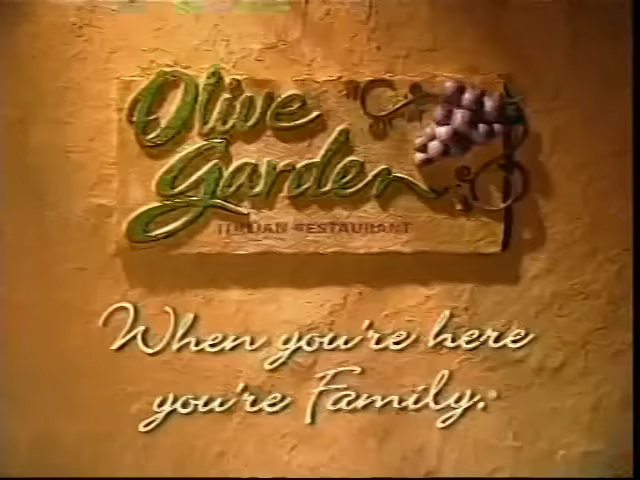 Olive
Garden
ITALIAN RESTAURANT
When you're here
you're Family.